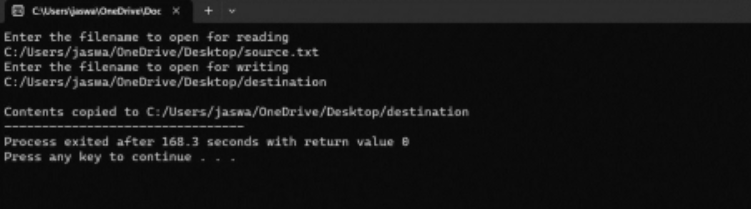 C:\Users\jaswa\OneDrive\Doc
Enter the filename to open for reading
C:/Users/jaswa/OneDrive/Desktop/source.txt
Enter the filename to open for writing
C:/Users/jaswa/OneDrive/Desktop/destination
Contents copied to C:/Users/jaswa/OneDrive/Desktop/destination
--------------------------------
Process exited after 168.3 seconds with return value 0
Press any key to continue . . .